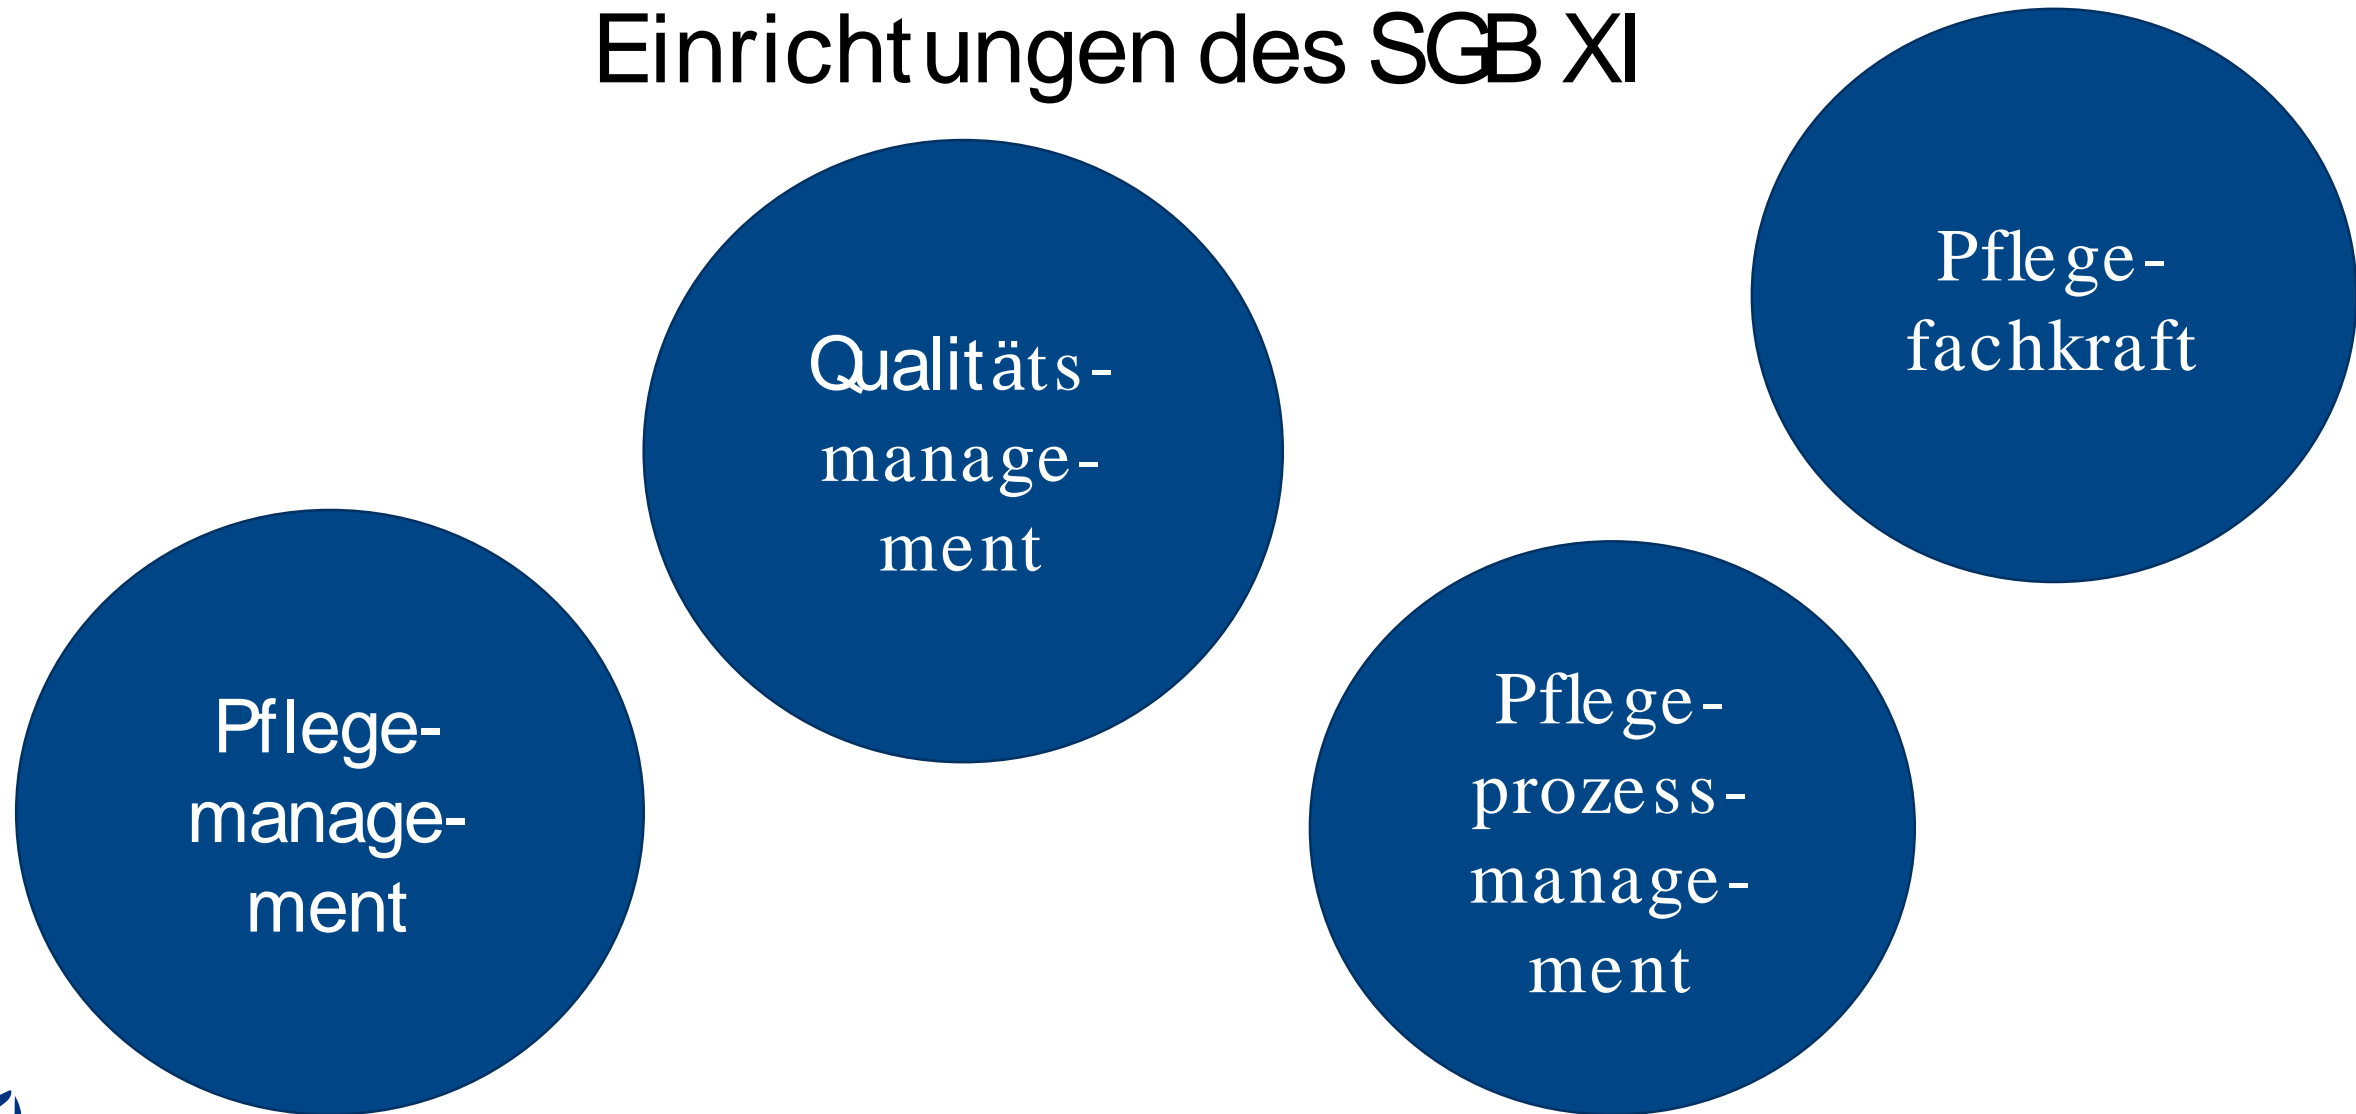 Einrichtungen des SGB XI
Pflege-
manage-
ment
Qualitäts-
manage-
ment
Pflege-
prozess-
manage-
ment
Pflege-
fachkraft